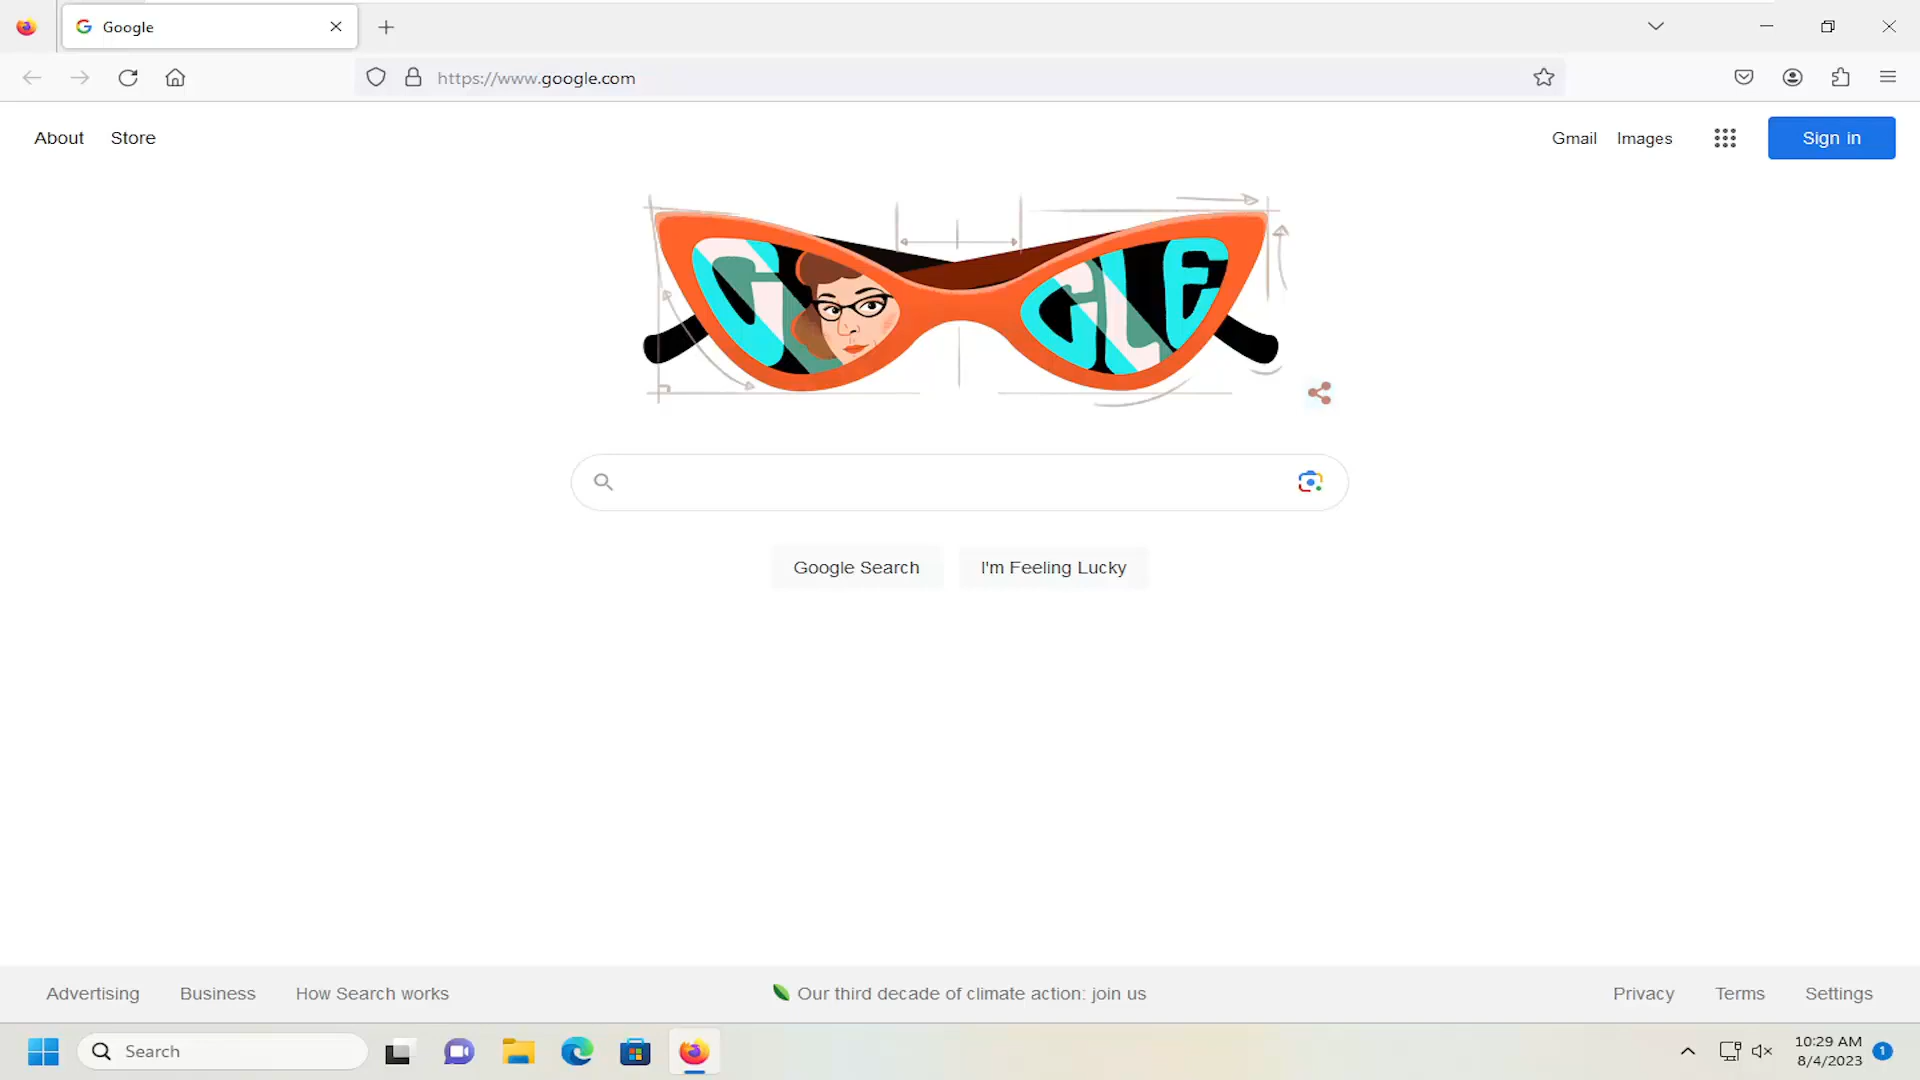 Google
https://www.google.com
About Store
Gmail Images Sign in
G GLE
Google Search I'm Feeling Lucky
Advertising Business How Search works
Our third decade of climate action: join us
Privacy Terms Settings
Search
10:29 AM
8/4/2023
1